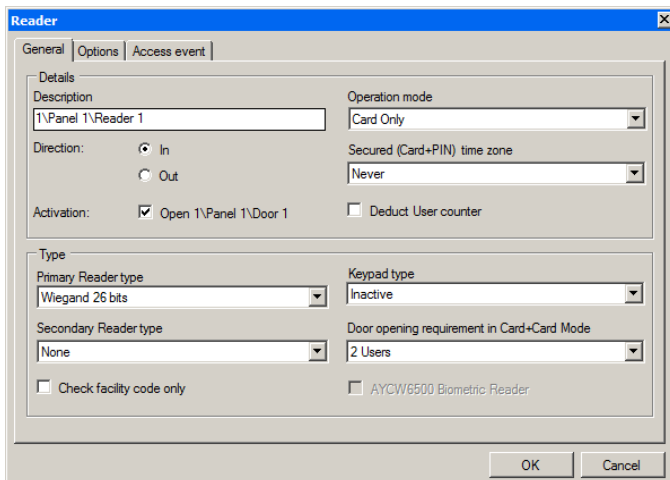 Reader
General Options Access event
Details
Description
1\Panel 1\Reader 1
Operation mode
Card Only
Direction:
In
Out
Secured (Card+PIN) time zone
Never
Activation:
Open 1\Panel 1\Door 1
Deduct User counter
Type
Primary Reader type
Wiegand 26 bits
Keypad type
Inactive
Secondary Reader type
None
Door opening requirement in Card+Card Mode
2 Users
Check facility code only
AYCW6500 Biometric Reader
OK
Cancel